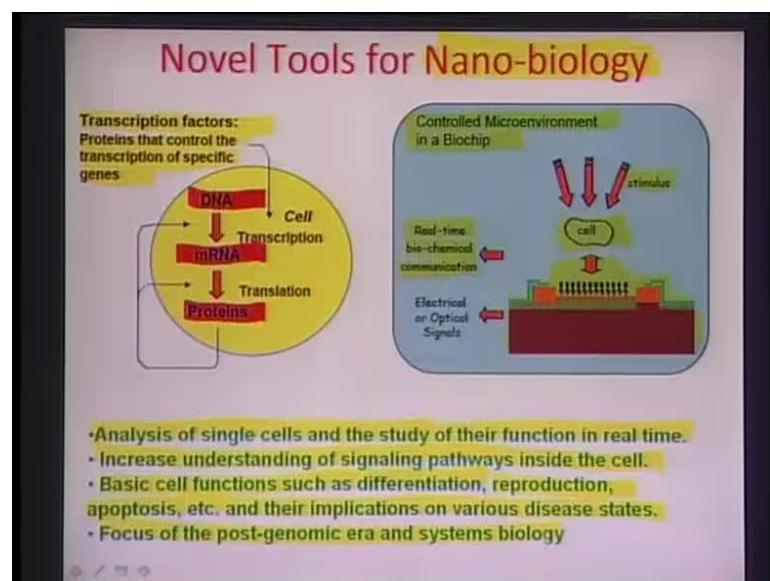 Novel Tools for Nano-biology
Transcription factors:
Proteins that control the
transcription of specific
genes
DNA
Cell
Transcription
mRNA
Translation
Proteins
Controlled Microenvironment
in a Biochip
stimulus
cell
Real-time
bio-chemical
communication
Electrical
or Optical
Signals
•Analysis of single cells and the study of their function in real time.
• Increase understanding of signaling pathways inside the cell.
• Basic cell functions such as differentiation, reproduction,
apoptosis, etc. and their implications on various disease states.
• Focus of the post-genomic era and systems biology